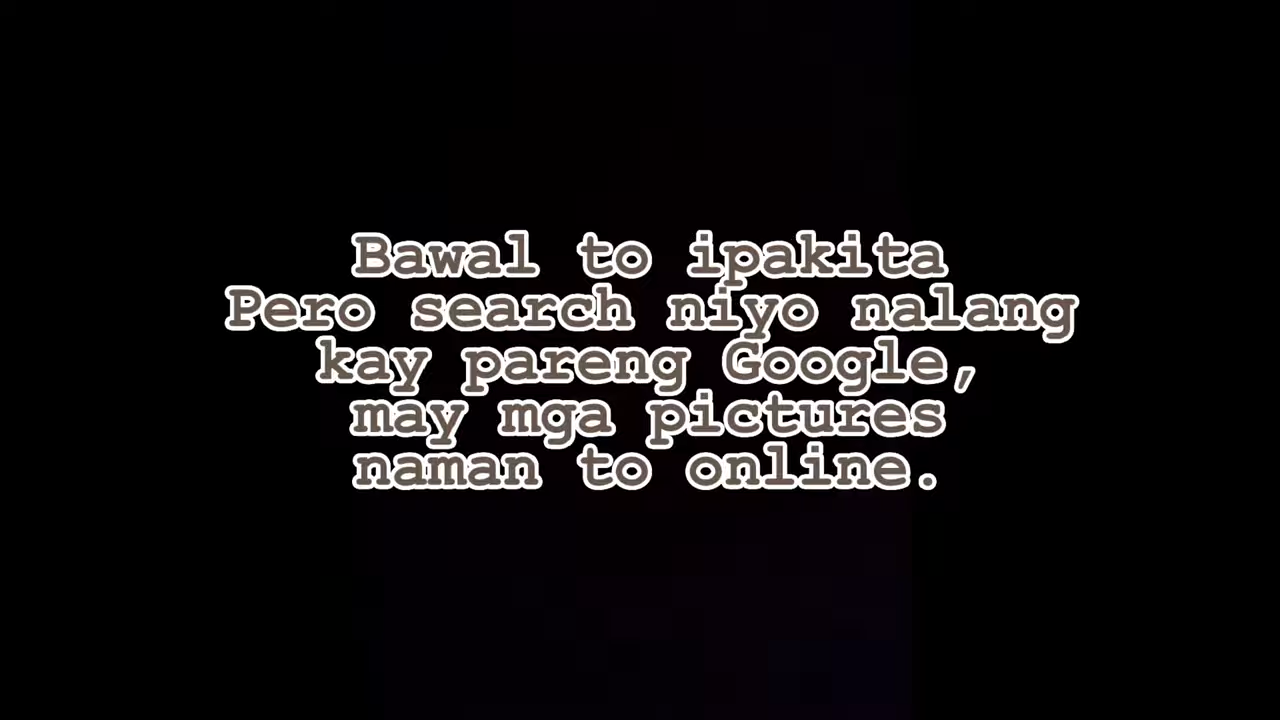 Bawal to ipakita
Pero search niyo nalang
kay pareng Google,
may mga pictures
naman to online.